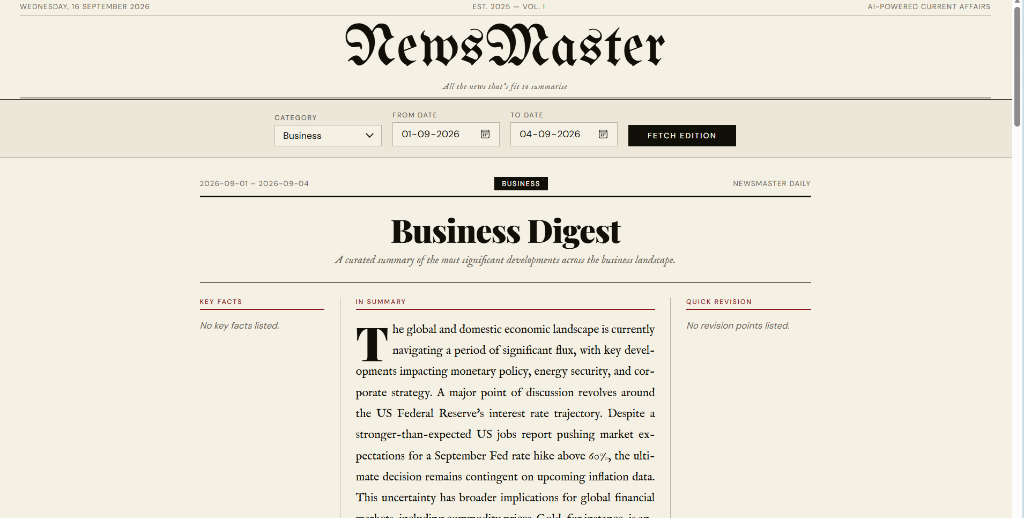 WEDNESDAY, 16 SEPTEMBER 2026
EST. 2025 — VOL. I
AI-POWERED CURRENT AFFAIRS
NewsMaster
All the news that's fit to summarise
CATEGORY
FROM DATE
TO DATE
Business
01-09-2026
04-09-2026
FETCH EDITION
2026-09-01 – 2026-09-04
BUSINESS
NEWSMASTER DAILY
Business Digest
A curated summary of the most significant developments across the business landscape.
KEY FACTS
No key facts listed.
IN SUMMARY
The global and domestic economic landscape is currently
navigating a period of significant flux, with key devel-
opments impacting monetary policy, energy security, and cor-
porate strategy. A major point of discussion revolves around
the US Federal Reserve's interest rate trajectory. Despite a
stronger-than-expected US jobs report pushing market ex-
pectations for a September Fed rate hike above 60%, the ulti-
mate decision remains contingent on upcoming inflation data.
This uncertainty has broader implications for global financial
QUICK REVISION
No revision points listed.